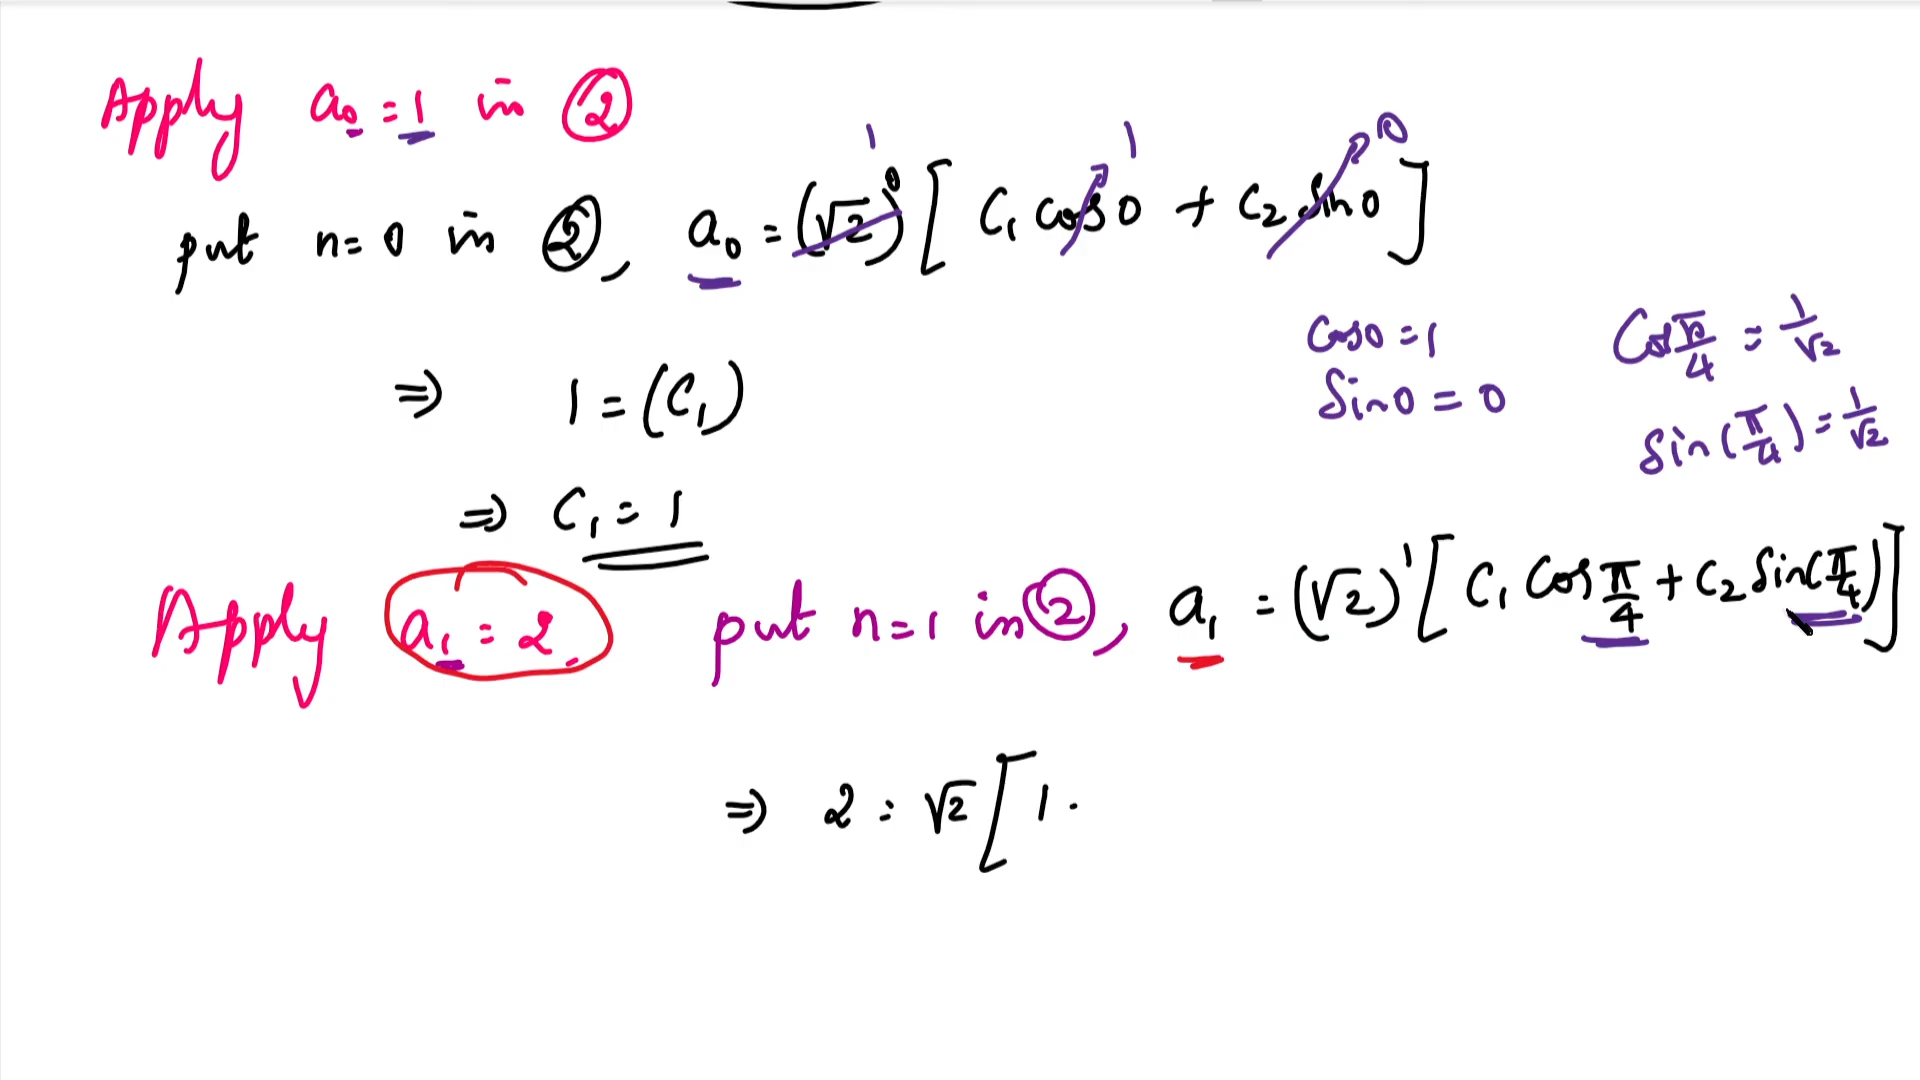 Apply a₀ = 1 in ②
put n = 0 in ②, a₀ = (√2)⁰ 1 [ C₁ cos 0 1 + C₂ sin 0 0 ]
cos 0 = 1 Cos π/4 = 1/√2
⇒ 1 = (C₁)
Sin 0 = 0 Sin(π/4) = 1/√2
⇒ C₁ = 1
Apply a₁ = 2 put n = 1 in ②, a₁ = (√2)¹ [ C₁ Cos π/4 + C₂ Sin(π/4) ]
⇒ 2 = √2 [ 1 ·